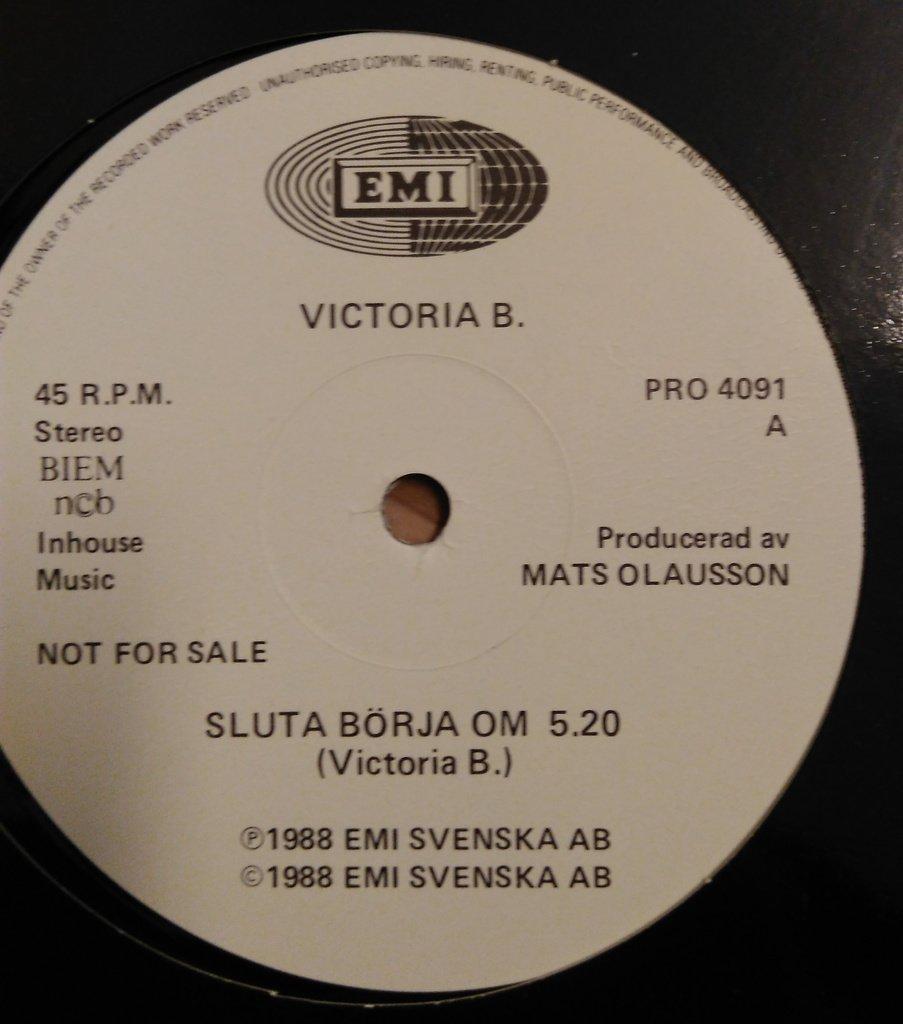 OF THE OWNER OF THE RECORDED WORK RESERVED UNAUTHORISED COPYING, HIRING, RENTING, PUBLIC PERFORMANCE AND BROADCASTING
EMI
VICTORIA B.
45 R.P.M.
Stereo
BIEM
ncb
Inhouse
Music
NOT FOR SALE
PRO 4091
A
Producerad av
MATS OLAUSSON
SLUTA BÖRJA OM 5.20
(Victoria B.)
℗1988 EMI SVENSKA AB
©1988 EMI SVENSKA AB